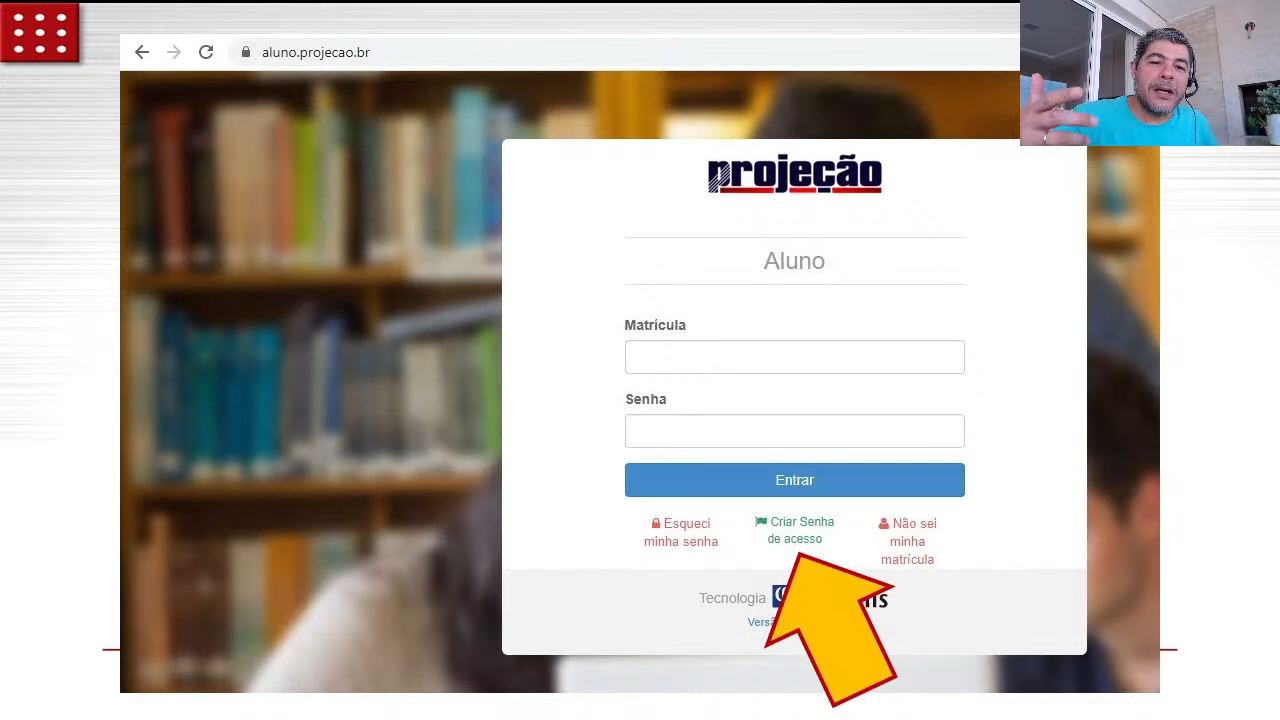 aluno.projecao.br
projeção
Aluno
Matrícula
Senha
Entrar
Esqueci
minha senha
Criar Senha
de acesso
Não sei
minha
matrícula
Tecnologia